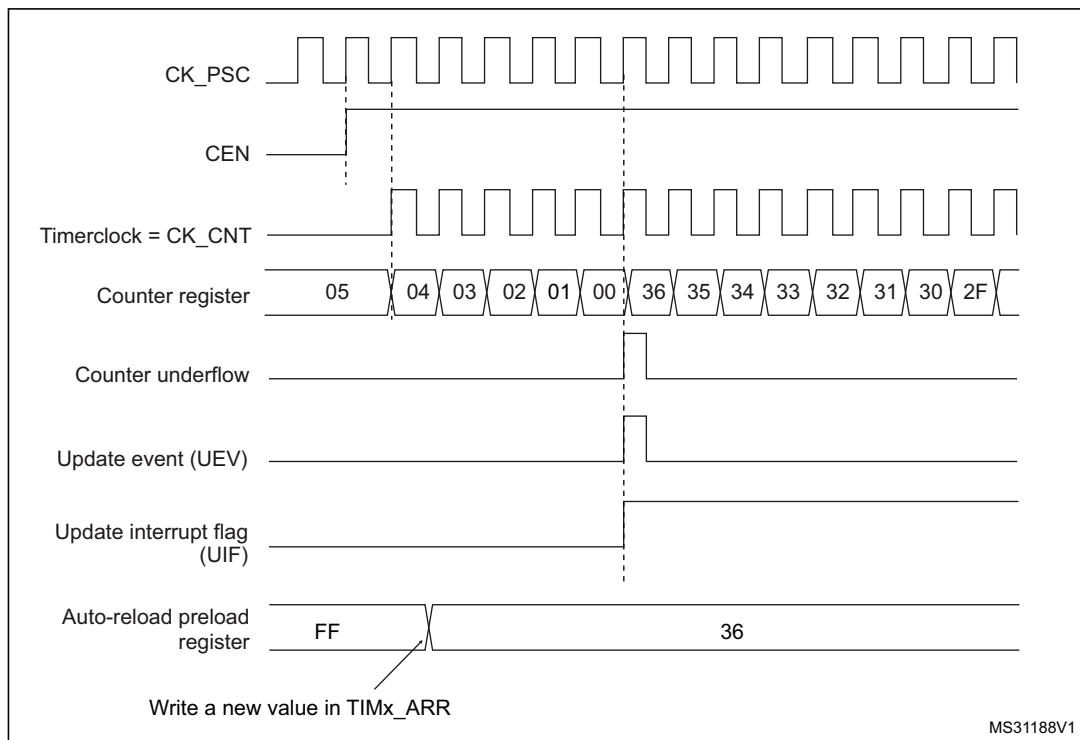 CK_PSC
CEN
Timerclock = CK_CNT
Counter register
05 04 03 02 01 00 36 35 34 33 32 31 30 2F
Counter underflow
Update event (UEV)
Update interrupt flag
(UIF)
Auto-reload preload
register
FF 36
Write a new value in TIMx_ARR
MS31188V1